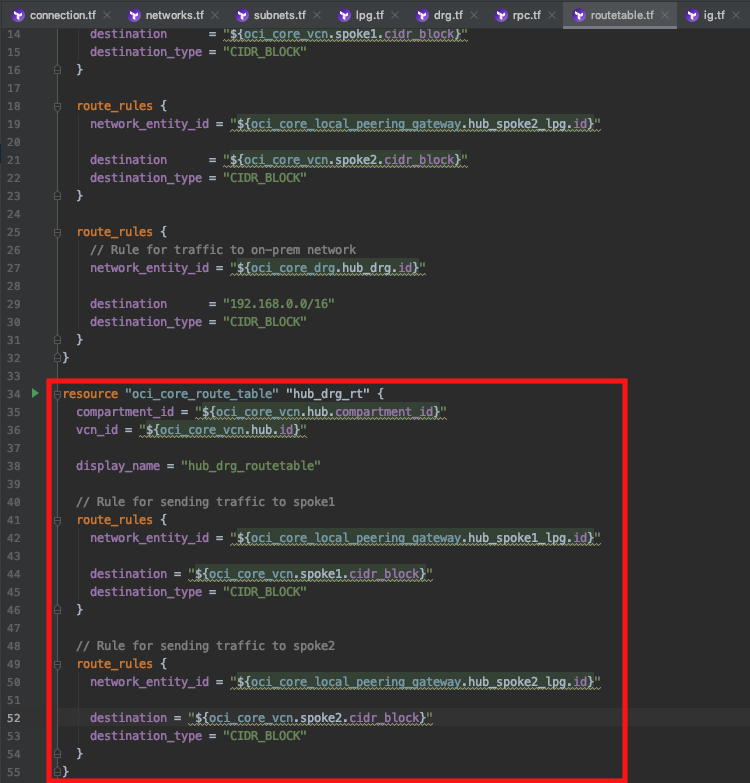 connection.tf networks.tf subnets.tf lpg.tf drg.tf rpc.tf routetable.tf ig.tf
14 destination = "${oci_core_vcn.spoke1.cidr_block}"
15 destination_type = "CIDR_BLOCK"
16 }
17
18 route_rules {
19 network_entity_id = "${oci_core_local_peering_gateway.hub_spoke2_lpg.id}"
20
21 destination = "${oci_core_vcn.spoke2.cidr_block}"
22 destination_type = "CIDR_BLOCK"
23 }
24
25 route_rules {
26 // Rule for traffic to on-prem network
27 network_entity_id = "${oci_core_drg.hub_drg.id}"
28
29 destination = "192.168.0.0/16"
30 destination_type = "CIDR_BLOCK"
31 }
32 }
33
34 resource "oci_core_route_table" "hub_drg_rt" {
35 compartment_id = "${oci_core_vcn.hub.compartment_id}"
36 vcn_id = "${oci_core_vcn.hub.id}"
37
38 display_name = "hub_drg_routetable"
39
40 // Rule for sending traffic to spoke1
41 route_rules {
42 network_entity_id = "${oci_core_local_peering_gateway.hub_spoke1_lpg.id}"
43
44 destination = "${oci_core_vcn.spoke1.cidr_block}"
45 destination_type = "CIDR_BLOCK"
46 }
47
48 // Rule for sending traffic to spoke2
49 route_rules {
50 network_entity_id = "${oci_core_local_peering_gateway.hub_spoke2_lpg.id}"
51
52 destination = "${oci_core_vcn.spoke2.cidr_block}"
53 destination_type = "CIDR_BLOCK"
54 }
55 }